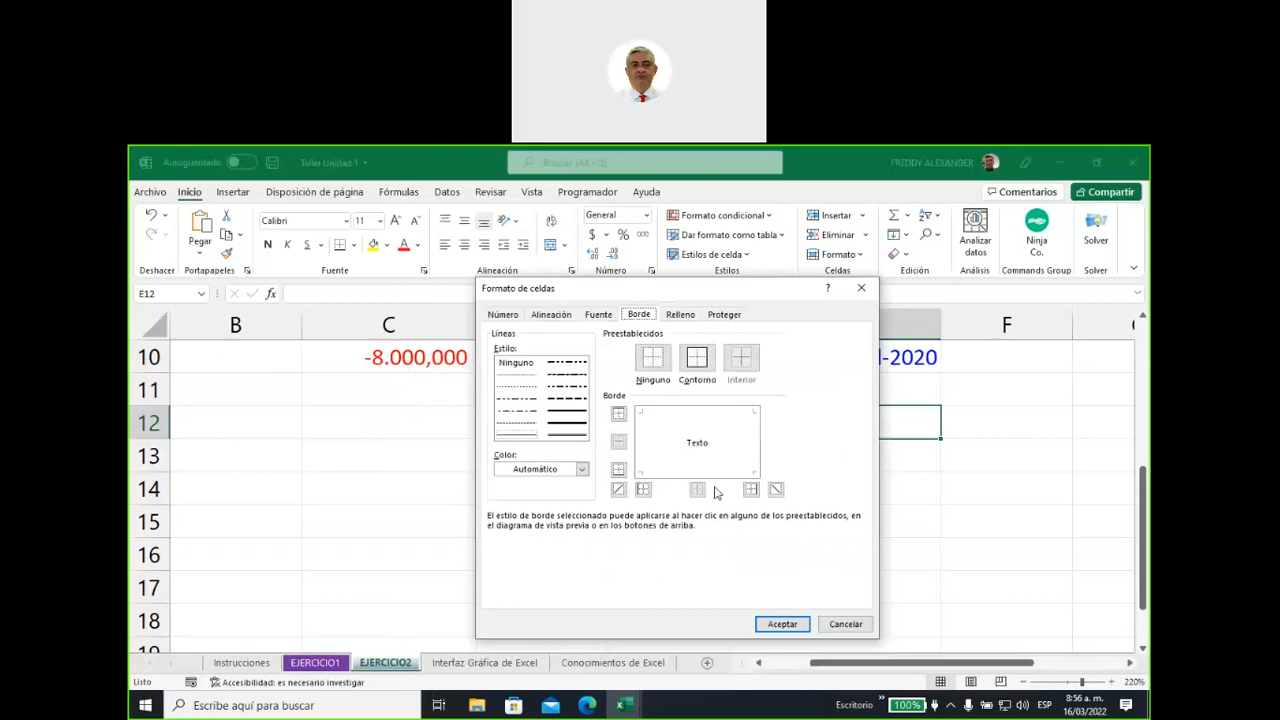 Autoguardado
Taller Unidad 1
Buscar (Alt +Q)
FREDDY ALEXANDER
Archivo Inicio Insertar Disposición de página Fórmulas Datos Revisar Vista Programador Ayuda Comentarios Compartir
Pegar
Calibri 11
N K S
General
$ % 000
Formato condicional
Dar formato como tabla
Estilos de celda
Insertar
Eliminar
Formato
Analizar
datos
Ninja
Co.
Solver
Deshacer Portapapeles Fuente Alineación Número Estilos Celdas Edición Análisis Commands Group Solver
E12
fx
Formato de celdas
?
Número Alineación Fuente Borde Relleno Proteger
Líneas
Estilo:
Ninguno
Color:
Automático
Preestablecidos
Ninguno Contorno Interior
Borde
Texto
El estilo de borde seleccionado puede aplicarse al hacer clic en alguno de los preestablecidos, en
el diagrama de vista previa o en los botones de arriba.
Aceptar Cancelar
B C F
10 -8.000,000 -2020
11
12
13
14
15
16
17
18
Instrucciones EJERCICIO1 EJERCICIO2 Interfaz Gráfica de Excel Conocimientos de Excel
Listo Accesibilidad: es necesario investigar 220%
Escribe aquí para buscar
Escritorio
100%
ESP
8:56 a. m.
16/03/2022